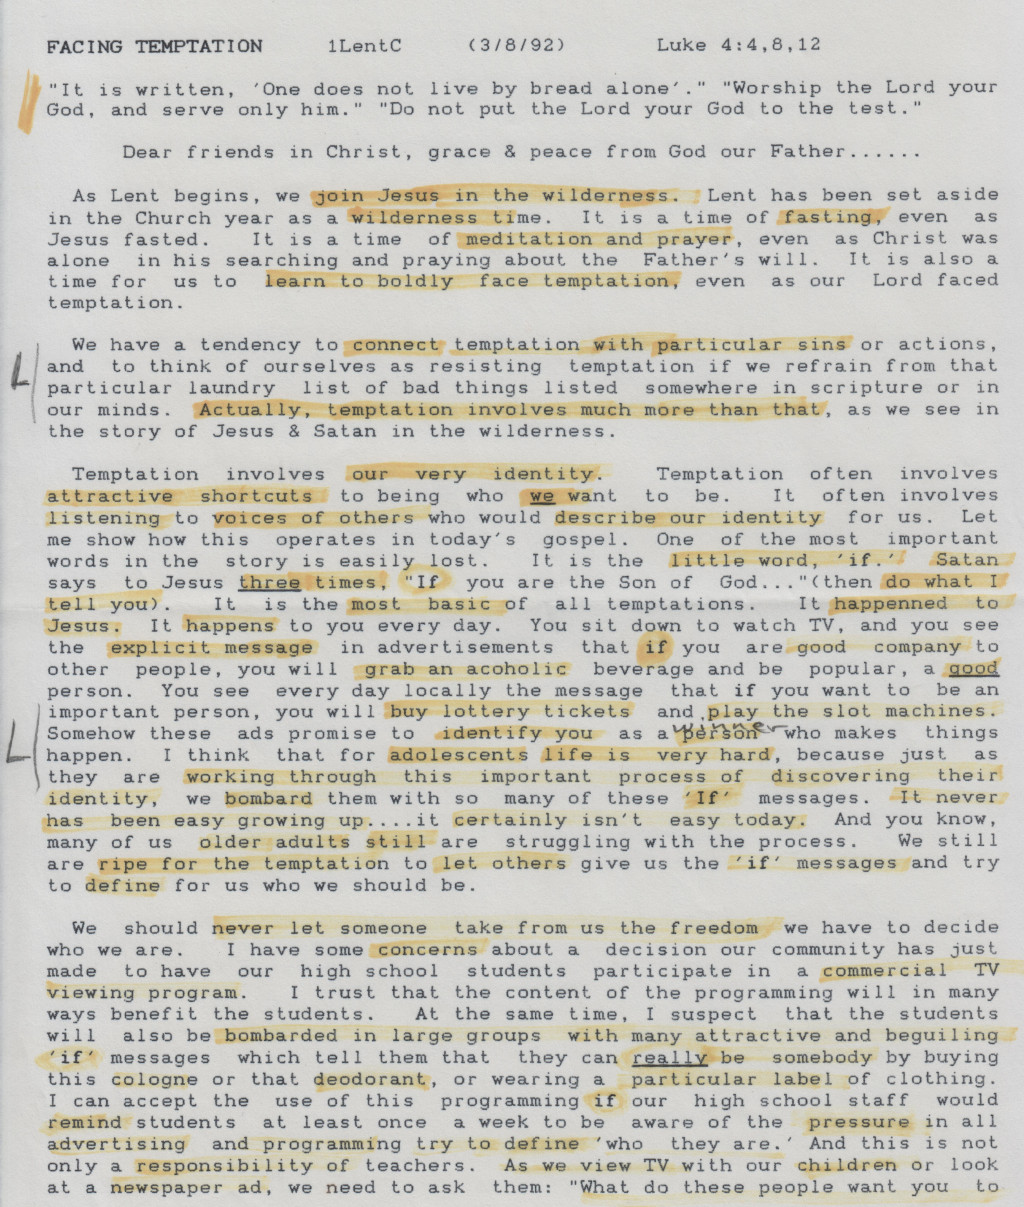 FACING TEMPTATION 1LentC (3/8/92) Luke 4:4,8,12
"It is written, 'One does not live by bread alone'." "Worship the Lord your
God, and serve only him." "Do not put the Lord your God to the test."
Dear friends in Christ, grace & peace from God our Father......
As Lent begins, we join Jesus in the wilderness. Lent has been set aside
in the Church year as a wilderness time. It is a time of fasting, even as
Jesus fasted. It is a time of meditation and prayer, even as Christ was
alone in his searching and praying about the Father's will. It is also a
time for us to learn to boldly face temptation, even as our Lord faced
temptation.
We have a tendency to connect temptation with particular sins or actions,
and to think of ourselves as resisting temptation if we refrain from that
particular laundry list of bad things listed somewhere in scripture or in
our minds. Actually, temptation involves much more than that, as we see in
the story of Jesus & Satan in the wilderness.
Temptation involves our very identity. Temptation often involves
attractive shortcuts to being who we want to be. It often involves
listening to voices of others who would describe our identity for us. Let
me show how this operates in today's gospel. One of the most important
words in the story is easily lost. It is the little word, 'if.' Satan
says to Jesus three times, "If you are the Son of God..."(then do what I
tell you). It is the most basic of all temptations. It happenned to
Jesus. It happens to you every day. You sit down to watch TV, and you see
the explicit message in advertisements that if you are good company to
other people, you will grab an acoholic beverage and be popular, a good
person. You see every day locally the message that if you want to be an
important person, you will buy lottery tickets and play the slot machines.
winner
Somehow these ads promise to identify you as a person who makes things
happen. I think that for adolescents life is very hard, because just as
they are working through this important process of discovering their
identity, we bombard them with so many of these 'If' messages. It never
has been easy growing up....it certainly isn't easy today. And you know,
many of us older adults still are struggling with the process. We still
are ripe for the temptation to let others give us the 'if' messages and try
to define for us who we should be.
We should never let someone take from us the freedom we have to decide
who we are. I have some concerns about a decision our community has just
made to have our high school students participate in a commercial TV
viewing program. I trust that the content of the programming will in many
ways benefit the students. At the same time, I suspect that the students
will also be bombarded in large groups with many attractive and beguiling
'if' messages which tell them that they can really be somebody by buying
this cologne or that deodorant, or wearing a particular label of clothing.
I can accept the use of this programming if our high school staff would
remind students at least once a week to be aware of the pressure in all
advertising and programming try to define 'who they are.' And this is not
only a responsibility of teachers. As we view TV with our children or look
at a newspaper ad, we need to ask them: "What do these people want you to